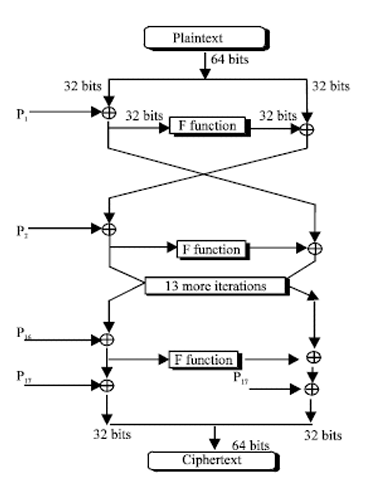 Plaintext
64 bits
32 bits
32 bits
P1
32 bits
F function
32 bits
P2
F function
13 more iterations
P16
F function
P17
P17
32 bits
64 bits
32 bits
Ciphertext